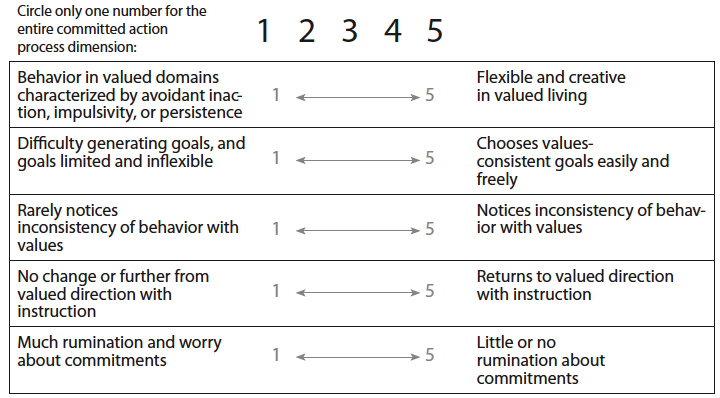 Circle only one number for the
entire committed action
process dimension:
1 2 3 4 5
Behavior in valued domains
characterized by avoidant inac-
tion, impulsivity, or persistence
1 5
Flexible and creative
in valued living
Difficulty generating goals, and
goals limited and inflexible
1 5
Chooses values-
consistent goals easily and
freely
Rarely notices
inconsistency of behavior with
values
1 5
Notices inconsistency of behav-
ior with values
No change or further from
valued direction with
instruction
1 5
Returns to valued direction
with instruction
Much rumination and worry
about commitments
1 5
Little or no
rumination about
commitments